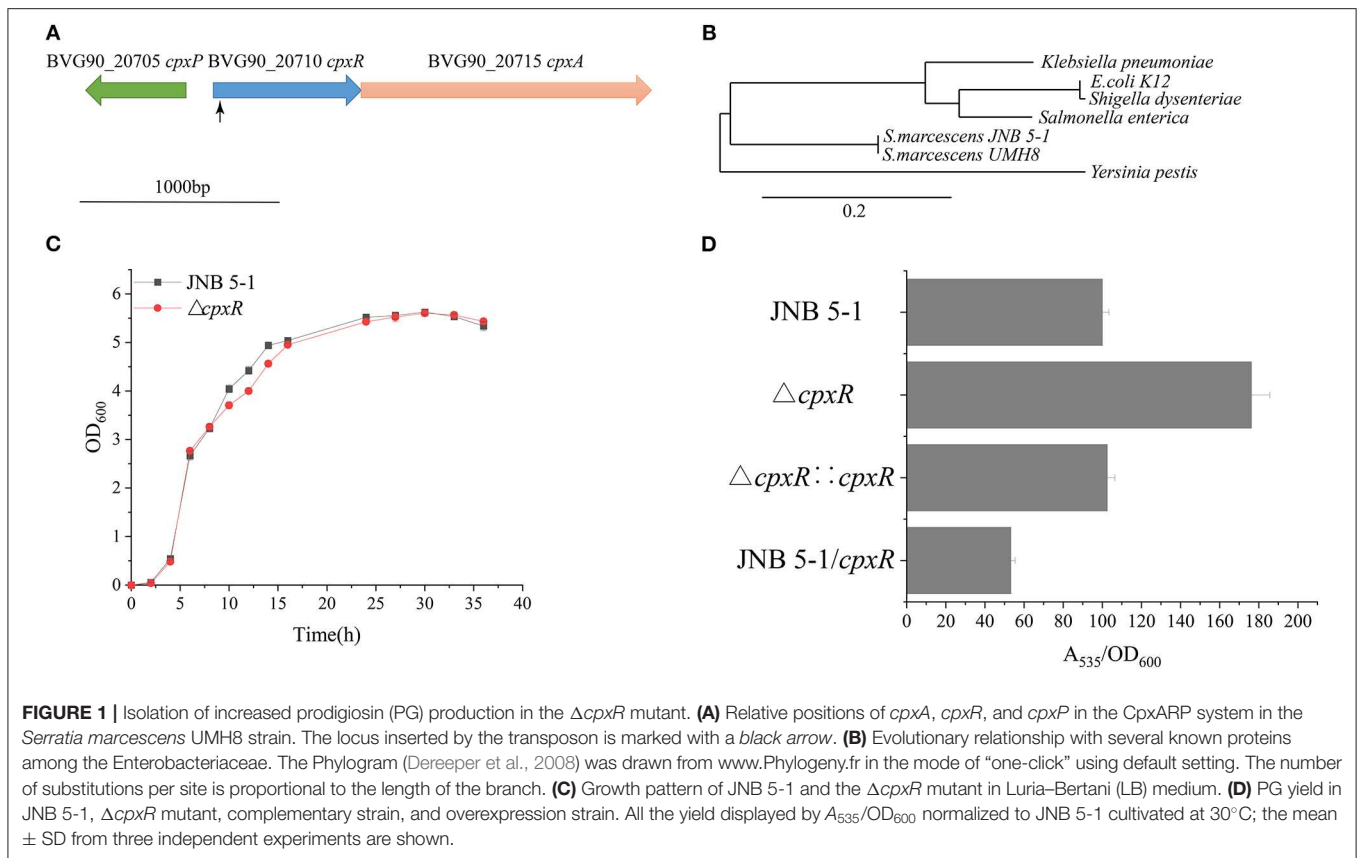 A
BVG90_20705 cpxP BVG90_20710 cpxR BVG90_20715 cpxA
1000bp
B
Klebsiella pneumoniae
E.coli K12
Shigella dysenteriae
Salmonella enterica
S.marcescens JNB 5-1
S.marcescens UMH8
Yersinia pestis
0.2
C
JNB 5-1
△cpxR
6
5
4
3
2
1
0
OD600
0 5 10 15 20 25 30 35 40
Time(h)
D
JNB 5-1
△cpxR
△cpxR∷cpxR
JNB 5-1/cpxR
0 20 40 60 80 100 120 140 160 180 200
A535/OD600
FIGURE 1 | Isolation of increased prodigiosin (PG) production in the ΔcpxR mutant. (A) Relative positions of cpxA, cpxR, and cpxP in the CpxARP system in the
Serratia marcescens UMH8 strain. The locus inserted by the transposon is marked with a black arrow. (B) Evolutionary relationship with several known proteins
among the Enterobacteriaceae. The Phylogram (Dereeper et al., 2008) was drawn from www.Phylogeny.fr in the mode of “one-click” using default setting. The number
of substitutions per site is proportional to the length of the branch. (C) Growth pattern of JNB 5-1 and the ΔcpxR mutant in Luria–Bertani (LB) medium. (D) PG yield in
JNB 5-1, ΔcpxR mutant, complementary strain, and overexpression strain. All the yield displayed by A535/OD600 normalized to JNB 5-1 cultivated at 30°C; the mean
± SD from three independent experiments are shown.